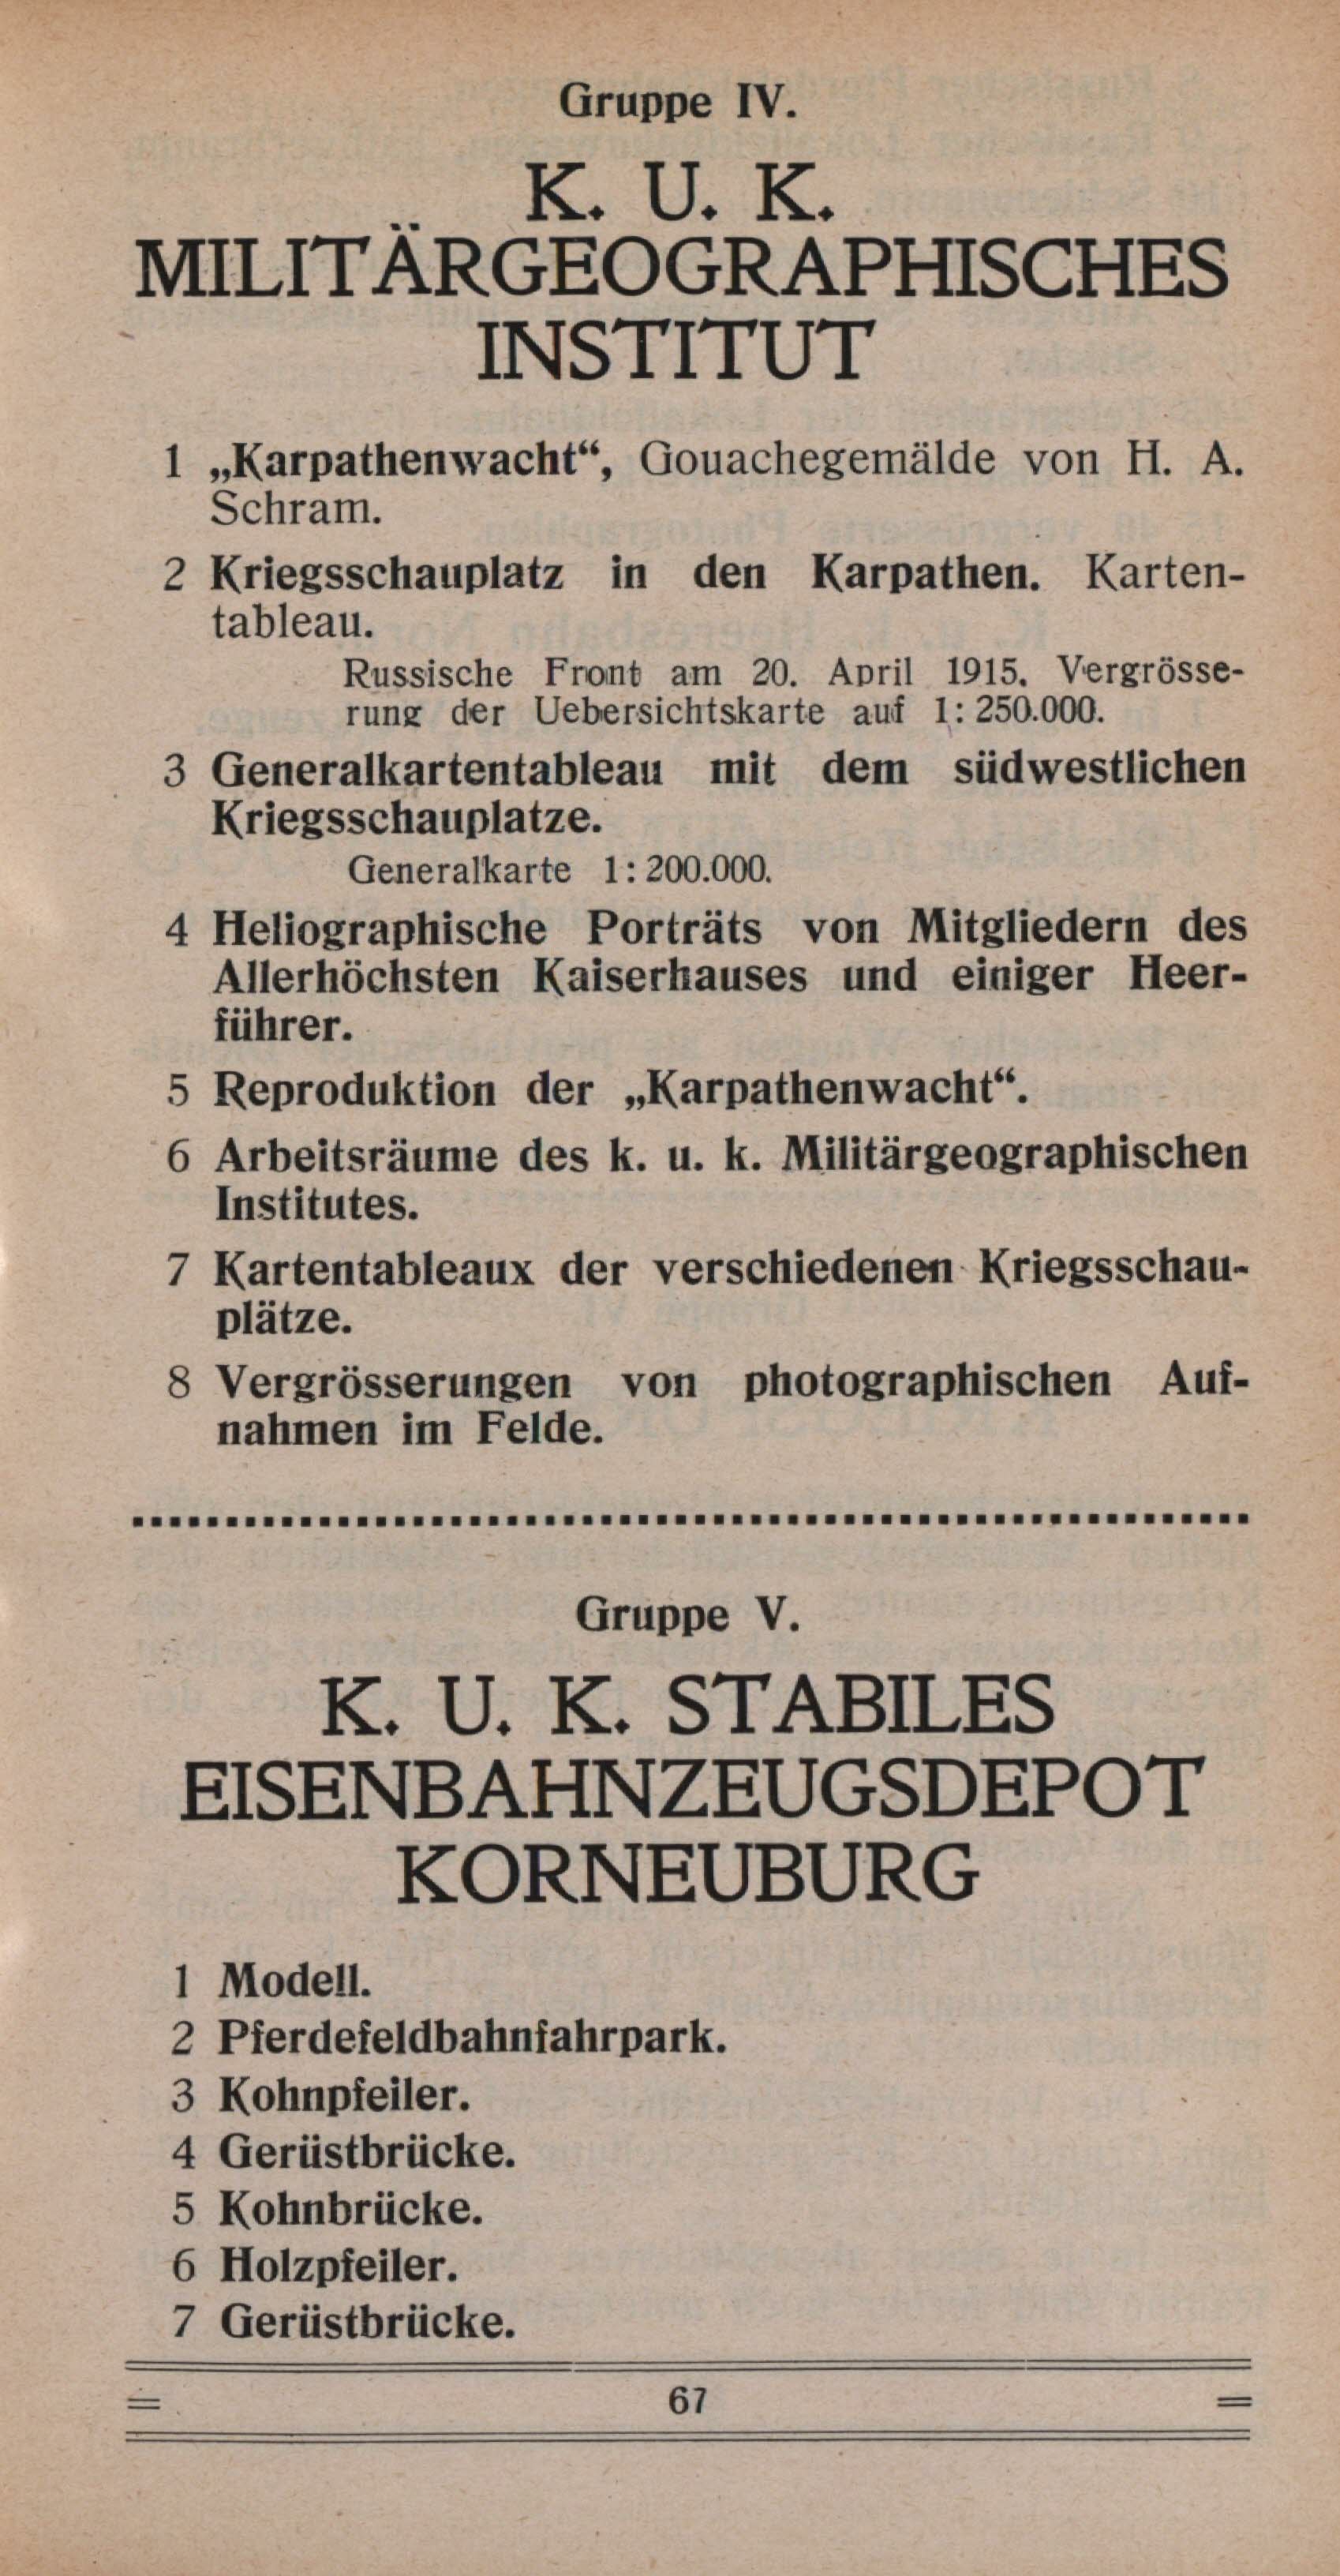 Gruppe IV.
K. U. K.
MILITÄRGEOGRAPHISCHES
INSTITUT
1 „Karpathenwacht“, Gouachegemälde von H. A.
Schram.
2 Kriegsschauplatz in den Karpathen. Karten-
tableau.
Russische Front am 20. April 1915. Vergrösse-
rung der Uebersichtskarte auf 1: 250.000.
3 Generalkartentableau mit dem südwestlichen
Kriegsschauplatze.
Generalkarte 1: 200.000.
4 Heliographische Porträts von Mitgliedern des
Allerhöchsten Kaiserhauses und einiger Heer-
führer.
5 Reproduktion der „Karpathenwacht“.
6 Arbeitsräume des k. u. k. Militärgeographischen
Institutes.
7 Kartentableaux der verschiedenen Kriegsschau-
plätze.
8 Vergrösserungen von photographischen Auf-
nahmen im Felde.
Gruppe V.
K. U. K. STABILES
EISENBAHNZEUGSDEPOT
KORNEUBURG
1 Modell.
2 Pferdefeldbahnfahrpark.
3 Kohnpfeiler.
4 Gerüstbrücke.
5 Kohnbrücke.
6 Holzpfeiler.
7 Gerüstbrücke.
= 67 =